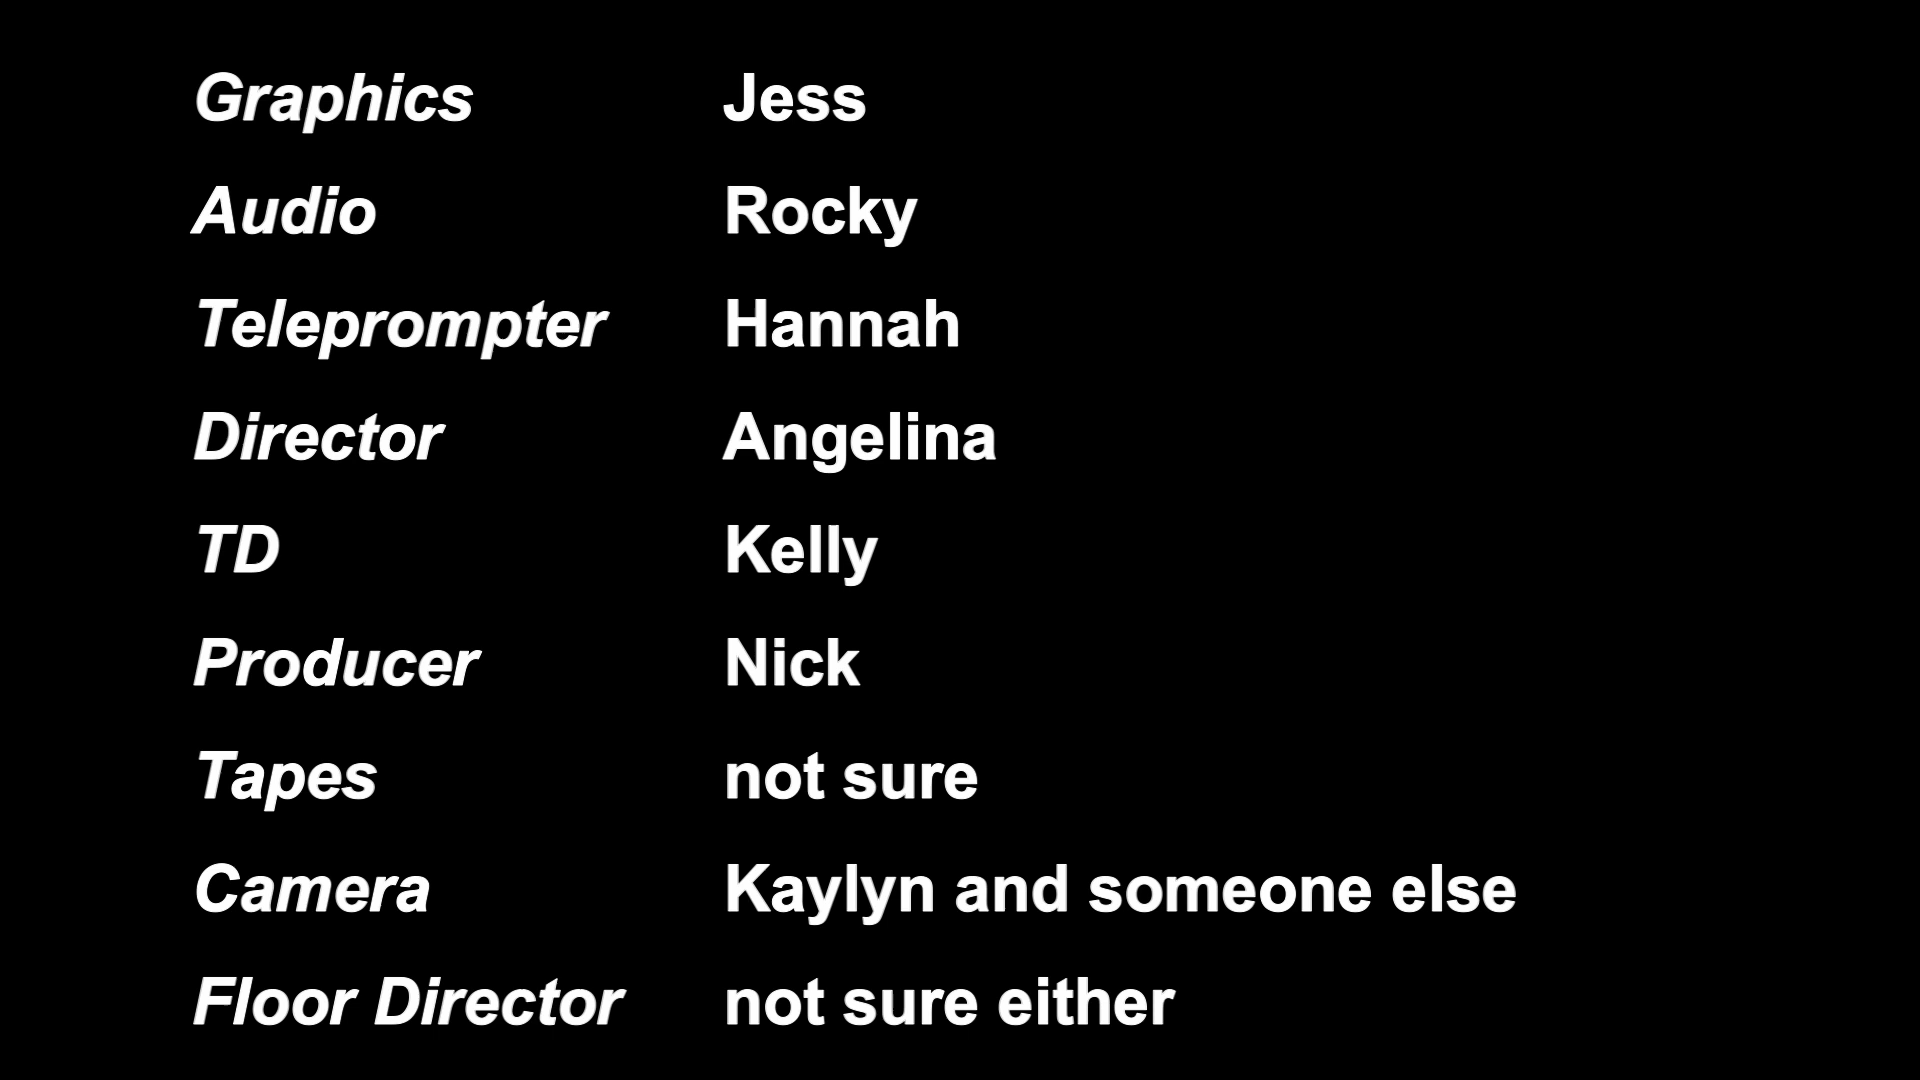 Graphics Jess
Audio Rocky
Teleprompter Hannah
Director Angelina
TD Kelly
Producer Nick
Tapes not sure
Camera Kaylyn and someone else
Floor Director not sure either